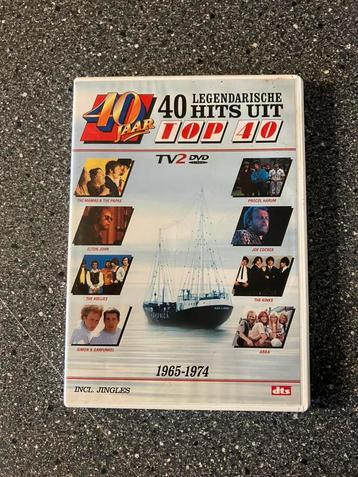 40 JAAR
40 LEGENDARISCHE
HITS UIT
TOP 40
TV2 DVD
THE MAMAS & THE PAPAS
PROCOL HARUM
ELTON JOHN
JOE COCKER
THE HOLLIES
THE KINKS
SIMON & GARFUNKEL
ABBA
1965-1974
INCL. JINGLES
dts